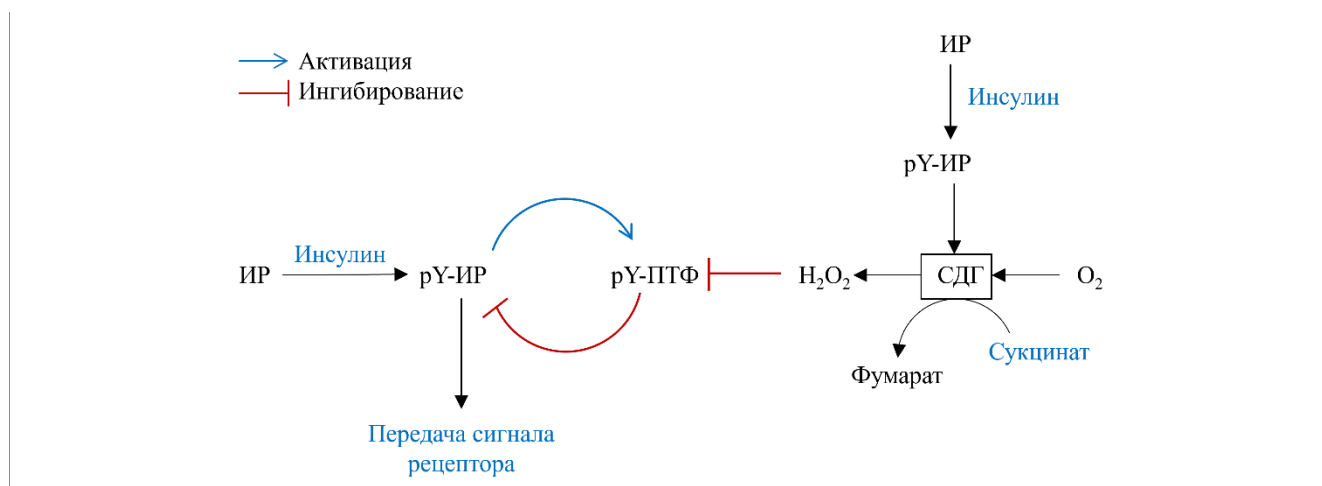 ИР
Активация
Ингибирование
Инсулин
pY-ИР
Инсулин
ИР
pY-ИР
pY-ПТФ
H₂O₂
СДГ
O₂
Сукцинат
Фумарат
Передача сигнала
рецептора